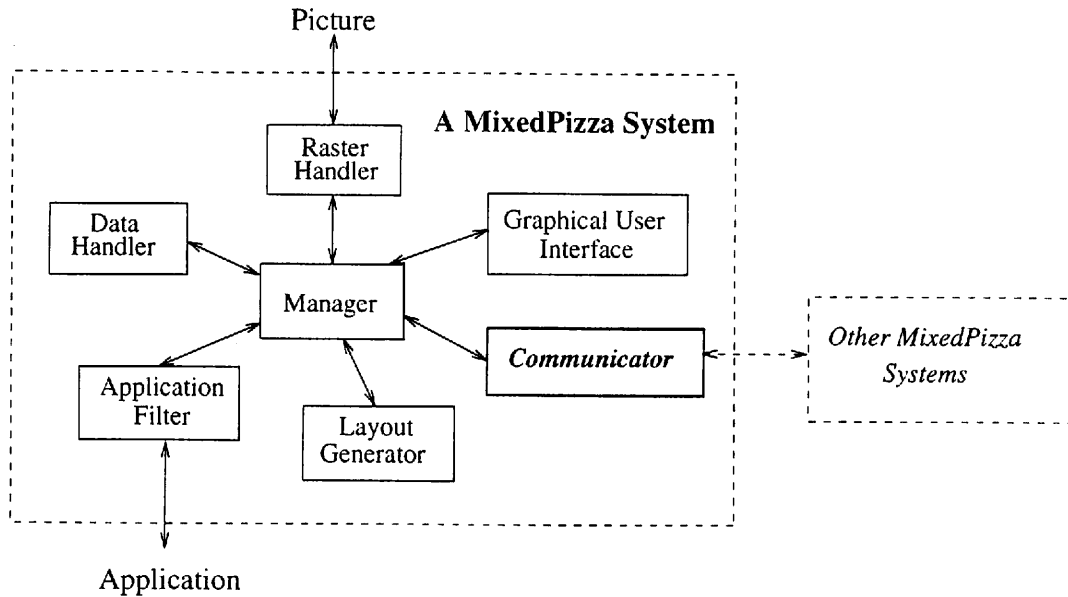 Picture
A MixedPizza System
Raster
Handler
Data
Handler
Graphical User
Interface
Manager
Communicator
Other MixedPizza
Systems
Application
Filter
Layout
Generator
Application